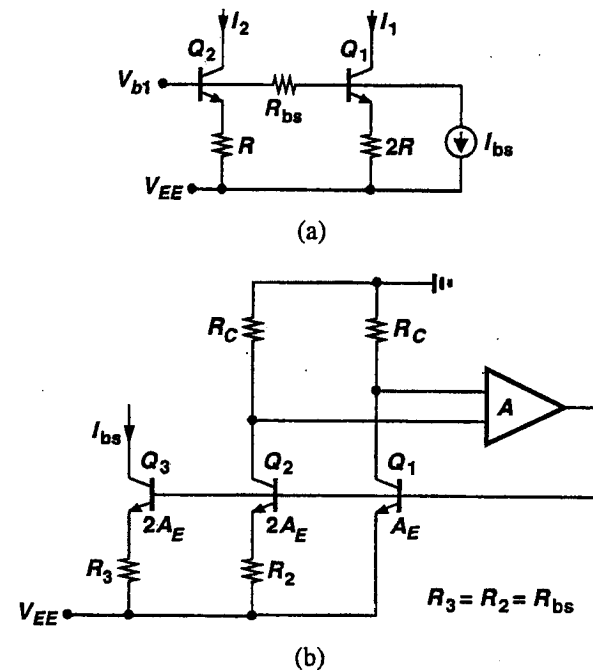 I2
I1
Q2
Q1
Vb1
Rbs
R
2R
Ibs
VEE
(a)
RC
RC
A
Ibs
Q3
Q2
Q1
2AE
2AE
AE
R3
R2
R3 = R2 = Rbs
VEE
(b)